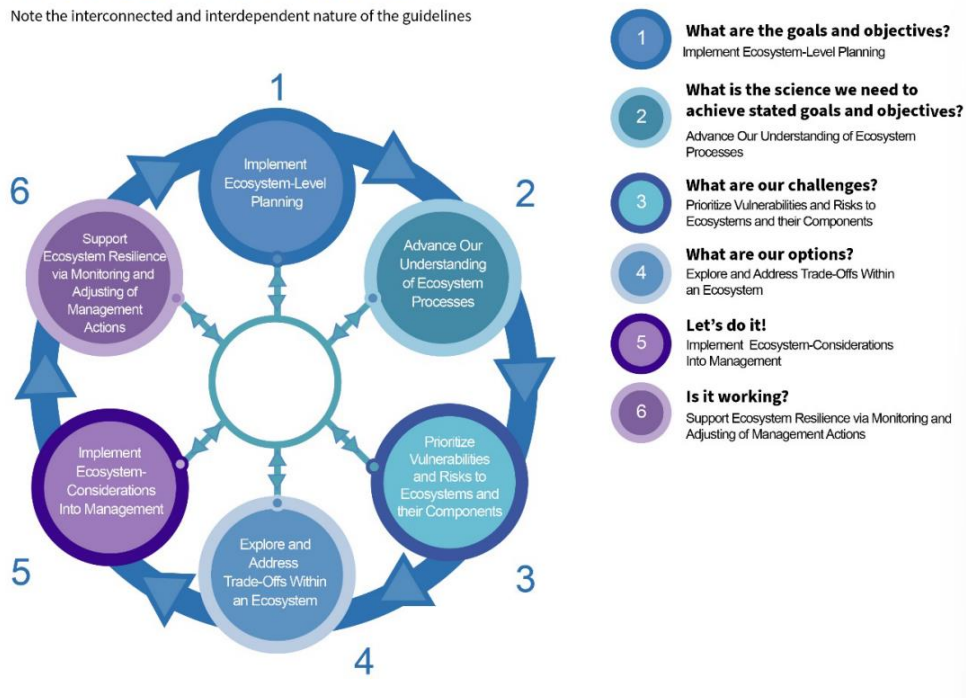 Note the interconnected and interdependent nature of the guidelines
1
Implement
Ecosystem-Level
Planning
2
Advance Our
Understanding
of Ecosystem
Processes
3
Prioritize
Vulnerabilities
and Risks to
Ecosystems and
their Components
4
Explore and
Address
Trade-Offs Within
an Ecosystem
5
Implement
Ecosystem-
Considerations
Into Management
6
Support
Ecosystem Resilience
via Monitoring and
Adjusting of
Management
Actions
1
What are the goals and objectives?
Implement Ecosystem-Level Planning
2
What is the science we need to
achieve stated goals and objectives?
Advance Our Understanding of Ecosystem
Processes
3
What are our challenges?
Prioritize Vulnerabilities and Risks to
Ecosystems and their Components
4
What are our options?
Explore and Address Trade-Offs Within
an Ecosystem
5
Let's do it!
Implement Ecosystem-Considerations
Into Management
6
Is it working?
Support Ecosystem Resilience via Monitoring and
Adjusting of Management Actions